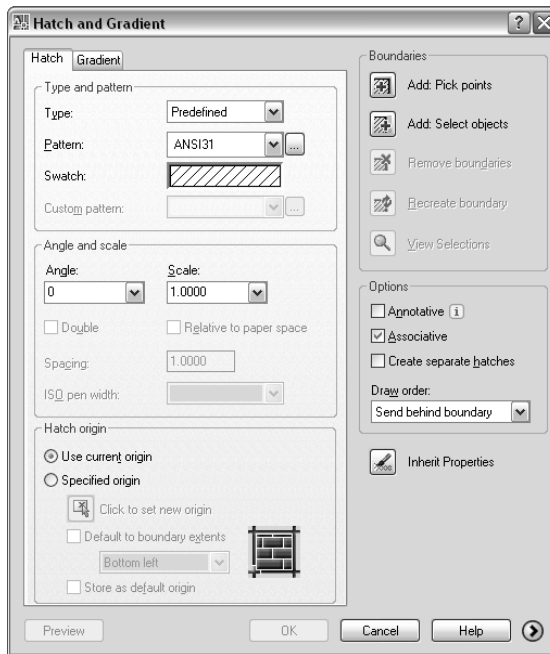 Hatch and Gradient
Hatch Gradient
Type and pattern
Type: Predefined
Pattern: ANSI31 ...
Swatch:
Custom pattern: ...
Angle and scale
Angle: Scale:
0 1.0000
Double Relative to paper space
Spacing: 1.0000
ISO pen width:
Hatch origin
Use current origin
Specified origin
Click to set new origin
Default to boundary extents
Bottom left
Store as default origin
Boundaries
Add: Pick points
Add: Select objects
Remove boundaries
Recreate boundary
View Selections
Options
Annotative
Associative
Create separate hatches
Draw order:
Send behind boundary
Inherit Properties
Preview OK Cancel Help